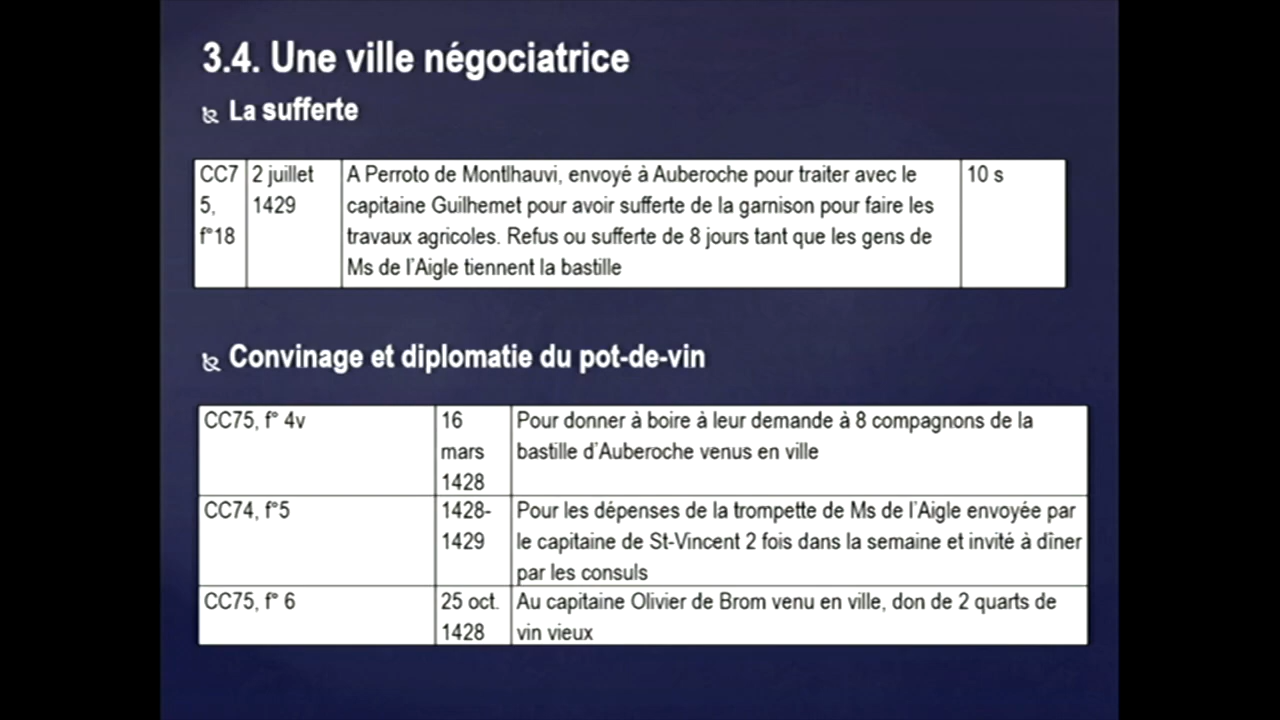 3.4. Une ville négociatrice
La sufferte
CC7 2 juillet A Perroto de Montlhauvi, envoyé à Auberoche pour traiter avec le 10 s
5, 1429 capitaine Guilhemet pour avoir sufferte de la garnison pour faire les
f°18 travaux agricoles. Refus ou sufferte de 8 jours tant que les gens de
Ms de l'Aigle tiennent la bastille
Convinage et diplomatie du pot-de-vin
CC75, f° 4v 16 Pour donner à boire à leur demande à 8 compagnons de la
mars bastille d'Auberoche venus en ville
1428
CC74, f°5 1428- Pour les dépenses de la trompette de Ms de l'Aigle envoyée par
1429 le capitaine de St-Vincent 2 fois dans la semaine et invité à dîner
par les consuls
CC75, f° 6 25 oct. Au capitaine Olivier de Brom venu en ville, don de 2 quarts de
1428 vin vieux